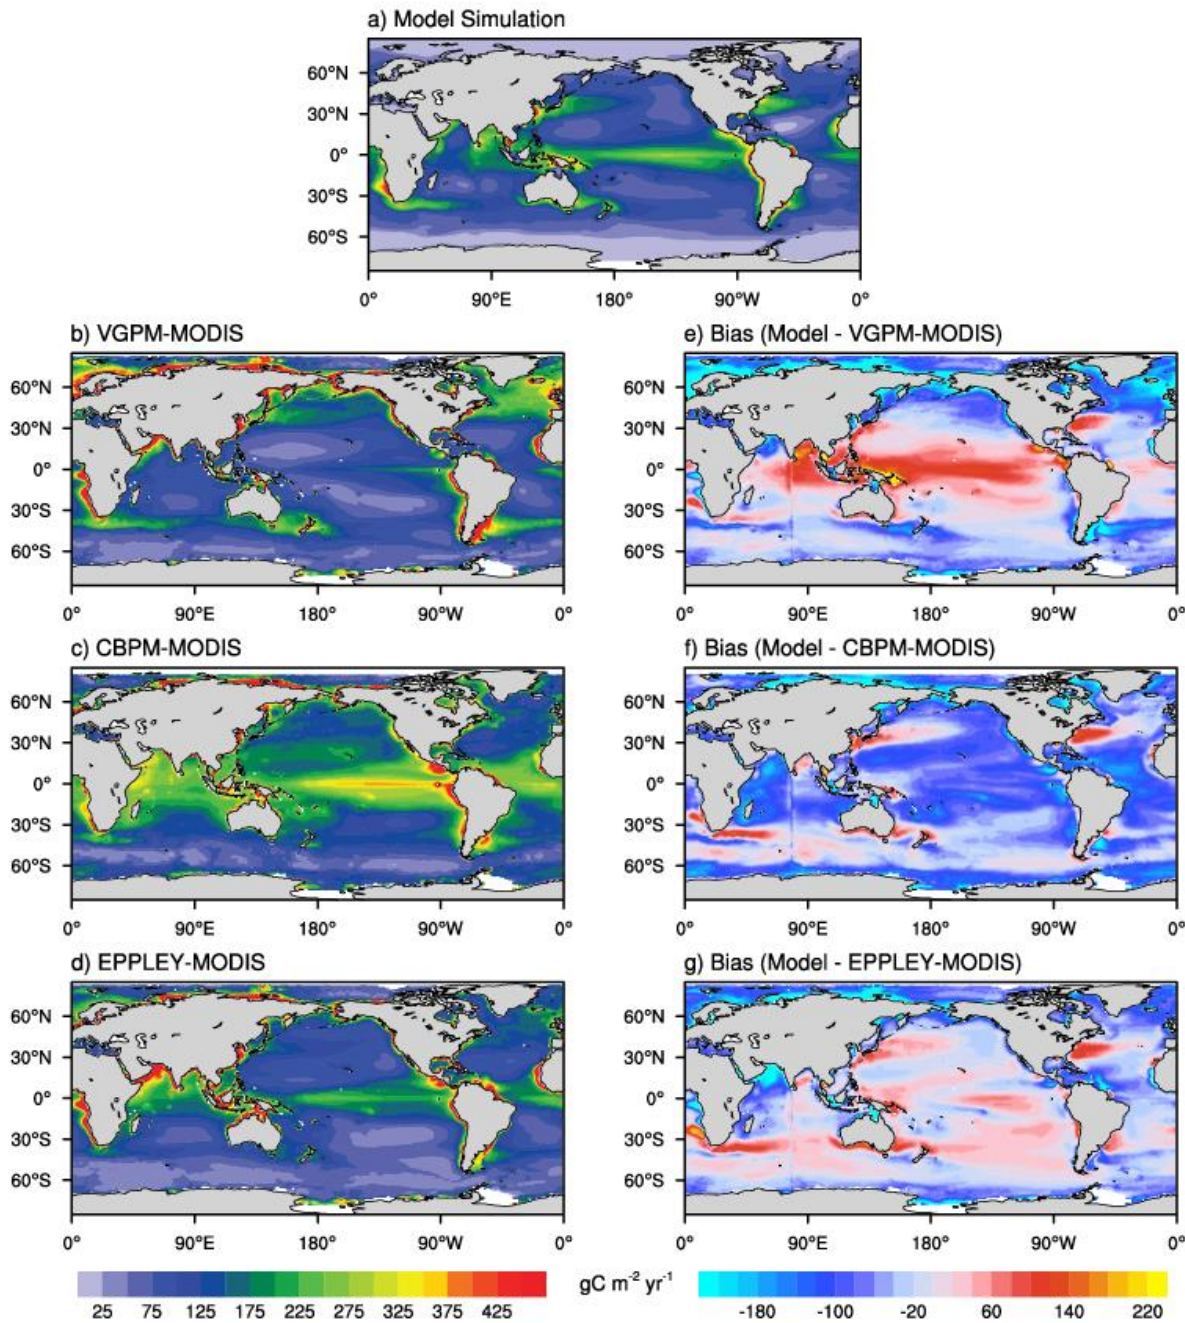 a) Model Simulation
60°N
30°N
0°
30°S
60°S
0° 90°E 180° 90°W 0°
b) VGPM-MODIS
60°N
30°N
0°
30°S
60°S
0° 90°E 180° 90°W 0°
e) Bias (Model - VGPM-MODIS)
60°N
30°N
0°
30°S
60°S
0° 90°E 180° 90°W 0°
c) CBPM-MODIS
60°N
30°N
0°
30°S
60°S
0° 90°E 180° 90°W 0°
f) Bias (Model - CBPM-MODIS)
60°N
30°N
0°
30°S
60°S
0° 90°E 180° 90°W 0°
d) EPPLEY-MODIS
60°N
30°N
0°
30°S
60°S
0° 90°E 180° 90°W 0°
g) Bias (Model - EPPLEY-MODIS)
60°N
30°N
0°
30°S
60°S
0° 90°E 180° 90°W 0°
25 75 125 175 225 275 325 375 425
gC m⁻² yr⁻¹
-180 -100 -20 60 140 220